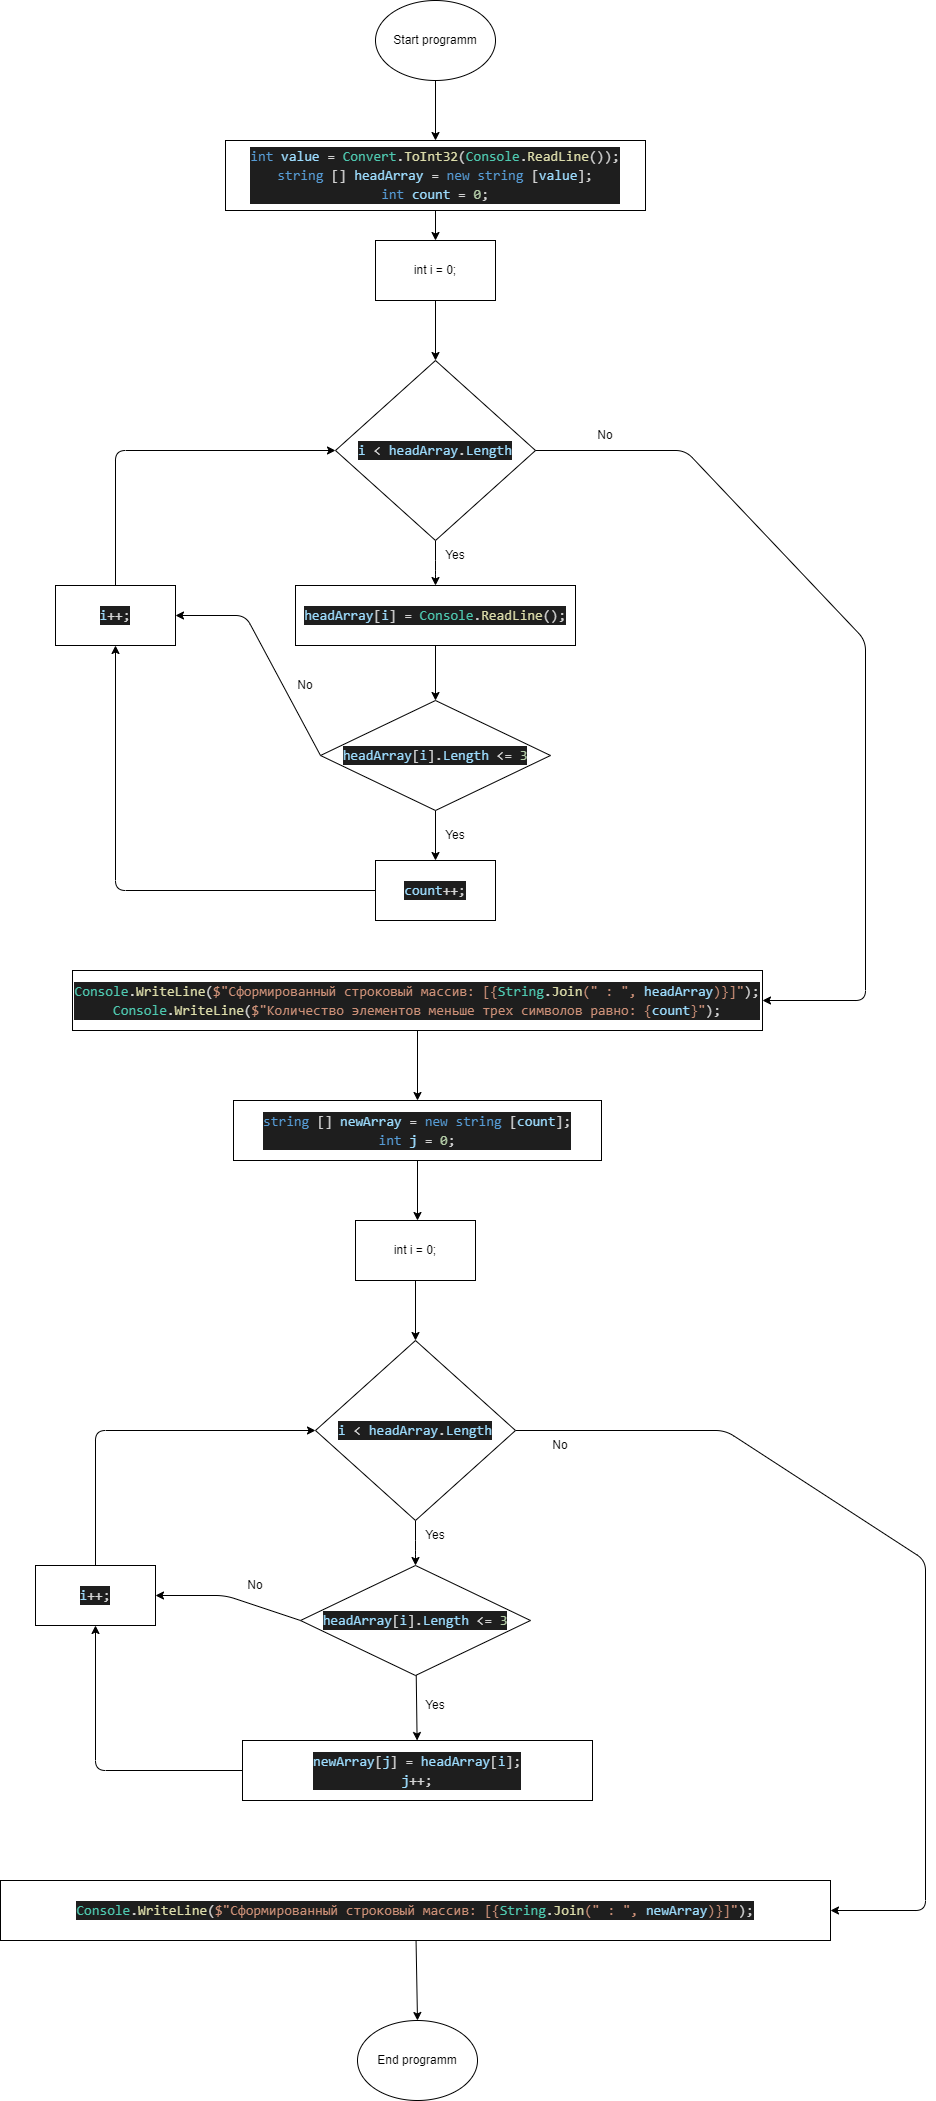 Start programm
int value = Convert.ToInt32(Console.ReadLine());
string [] headArray = new string [value];
int count = 0;
int i = 0;
i < headArray.Length
No
Yes
i++;
headArray[i] = Console.ReadLine();
No
headArray[i].Length <= 3
Yes
count++;
Console.WriteLine($"Сформированный строковый массив: [{String.Join(" : ", headArray)}]");
Console.WriteLine($"Количество элементов меньше трех символов равно: {count}");
string [] newArray = new string [count];
int j = 0;
int i = 0;
i < headArray.Length
No
Yes
i++;
No
headArray[i].Length <= 3
Yes
newArray[j] = headArray[i];
j++;
Console.WriteLine($"Сформированный строковый массив: [{String.Join(" : ", newArray)}]");
End programm